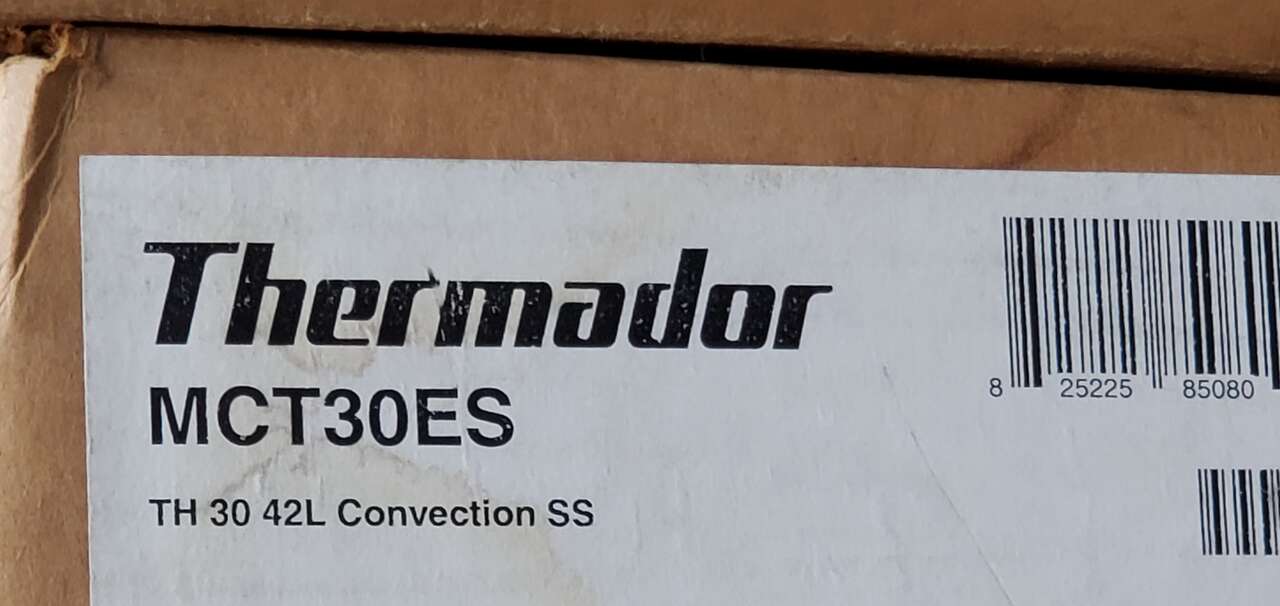 Thermador
MCT30ES
TH 30 42L Convection SS
8 25225 85080